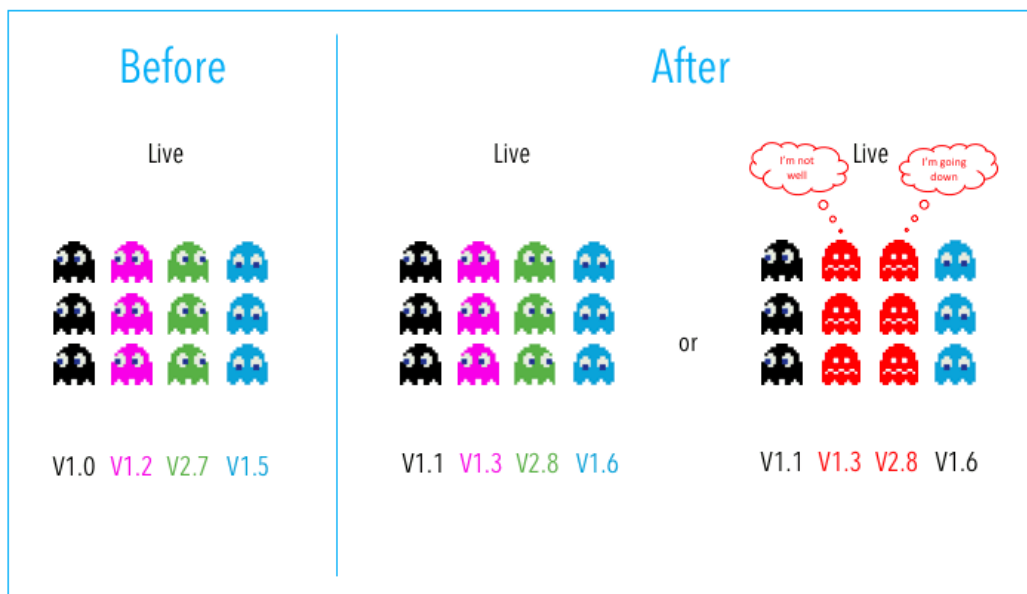 Before
After
Live
Live
Live
I'm not
well
I'm going
down
or
V1.0 V1.2 V2.7 V1.5
V1.1 V1.3 V2.8 V1.6
V1.1 V1.3 V2.8 V1.6